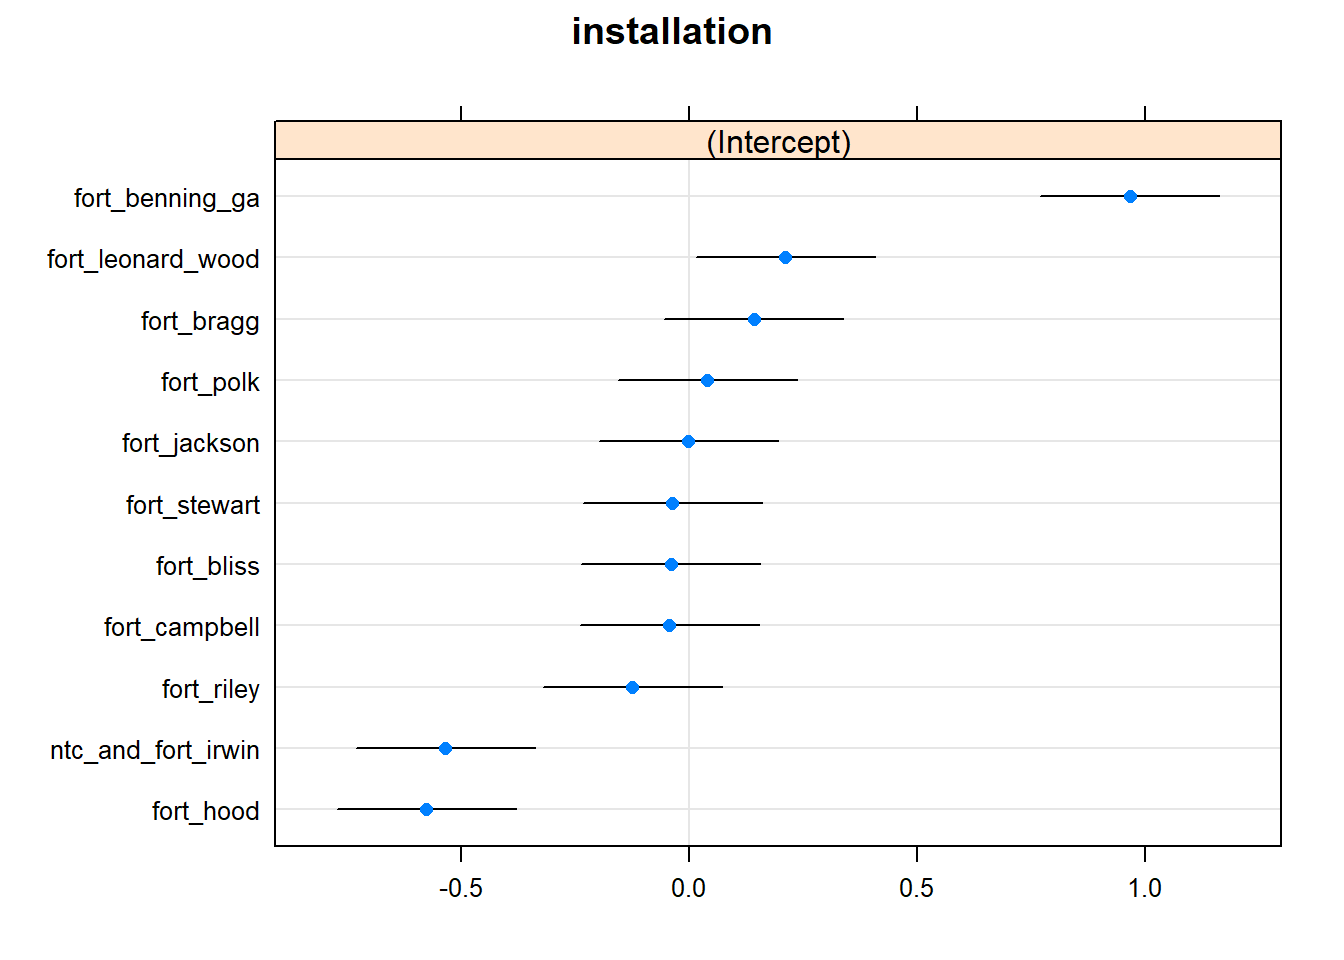 installation
(Intercept)
fort_benning_ga
fort_leonard_wood
fort_bragg
fort_polk
fort_jackson
fort_stewart
fort_bliss
fort_campbell
fort_riley
ntc_and_fort_irwin
fort_hood
-0.5 0.0 0.5 1.0